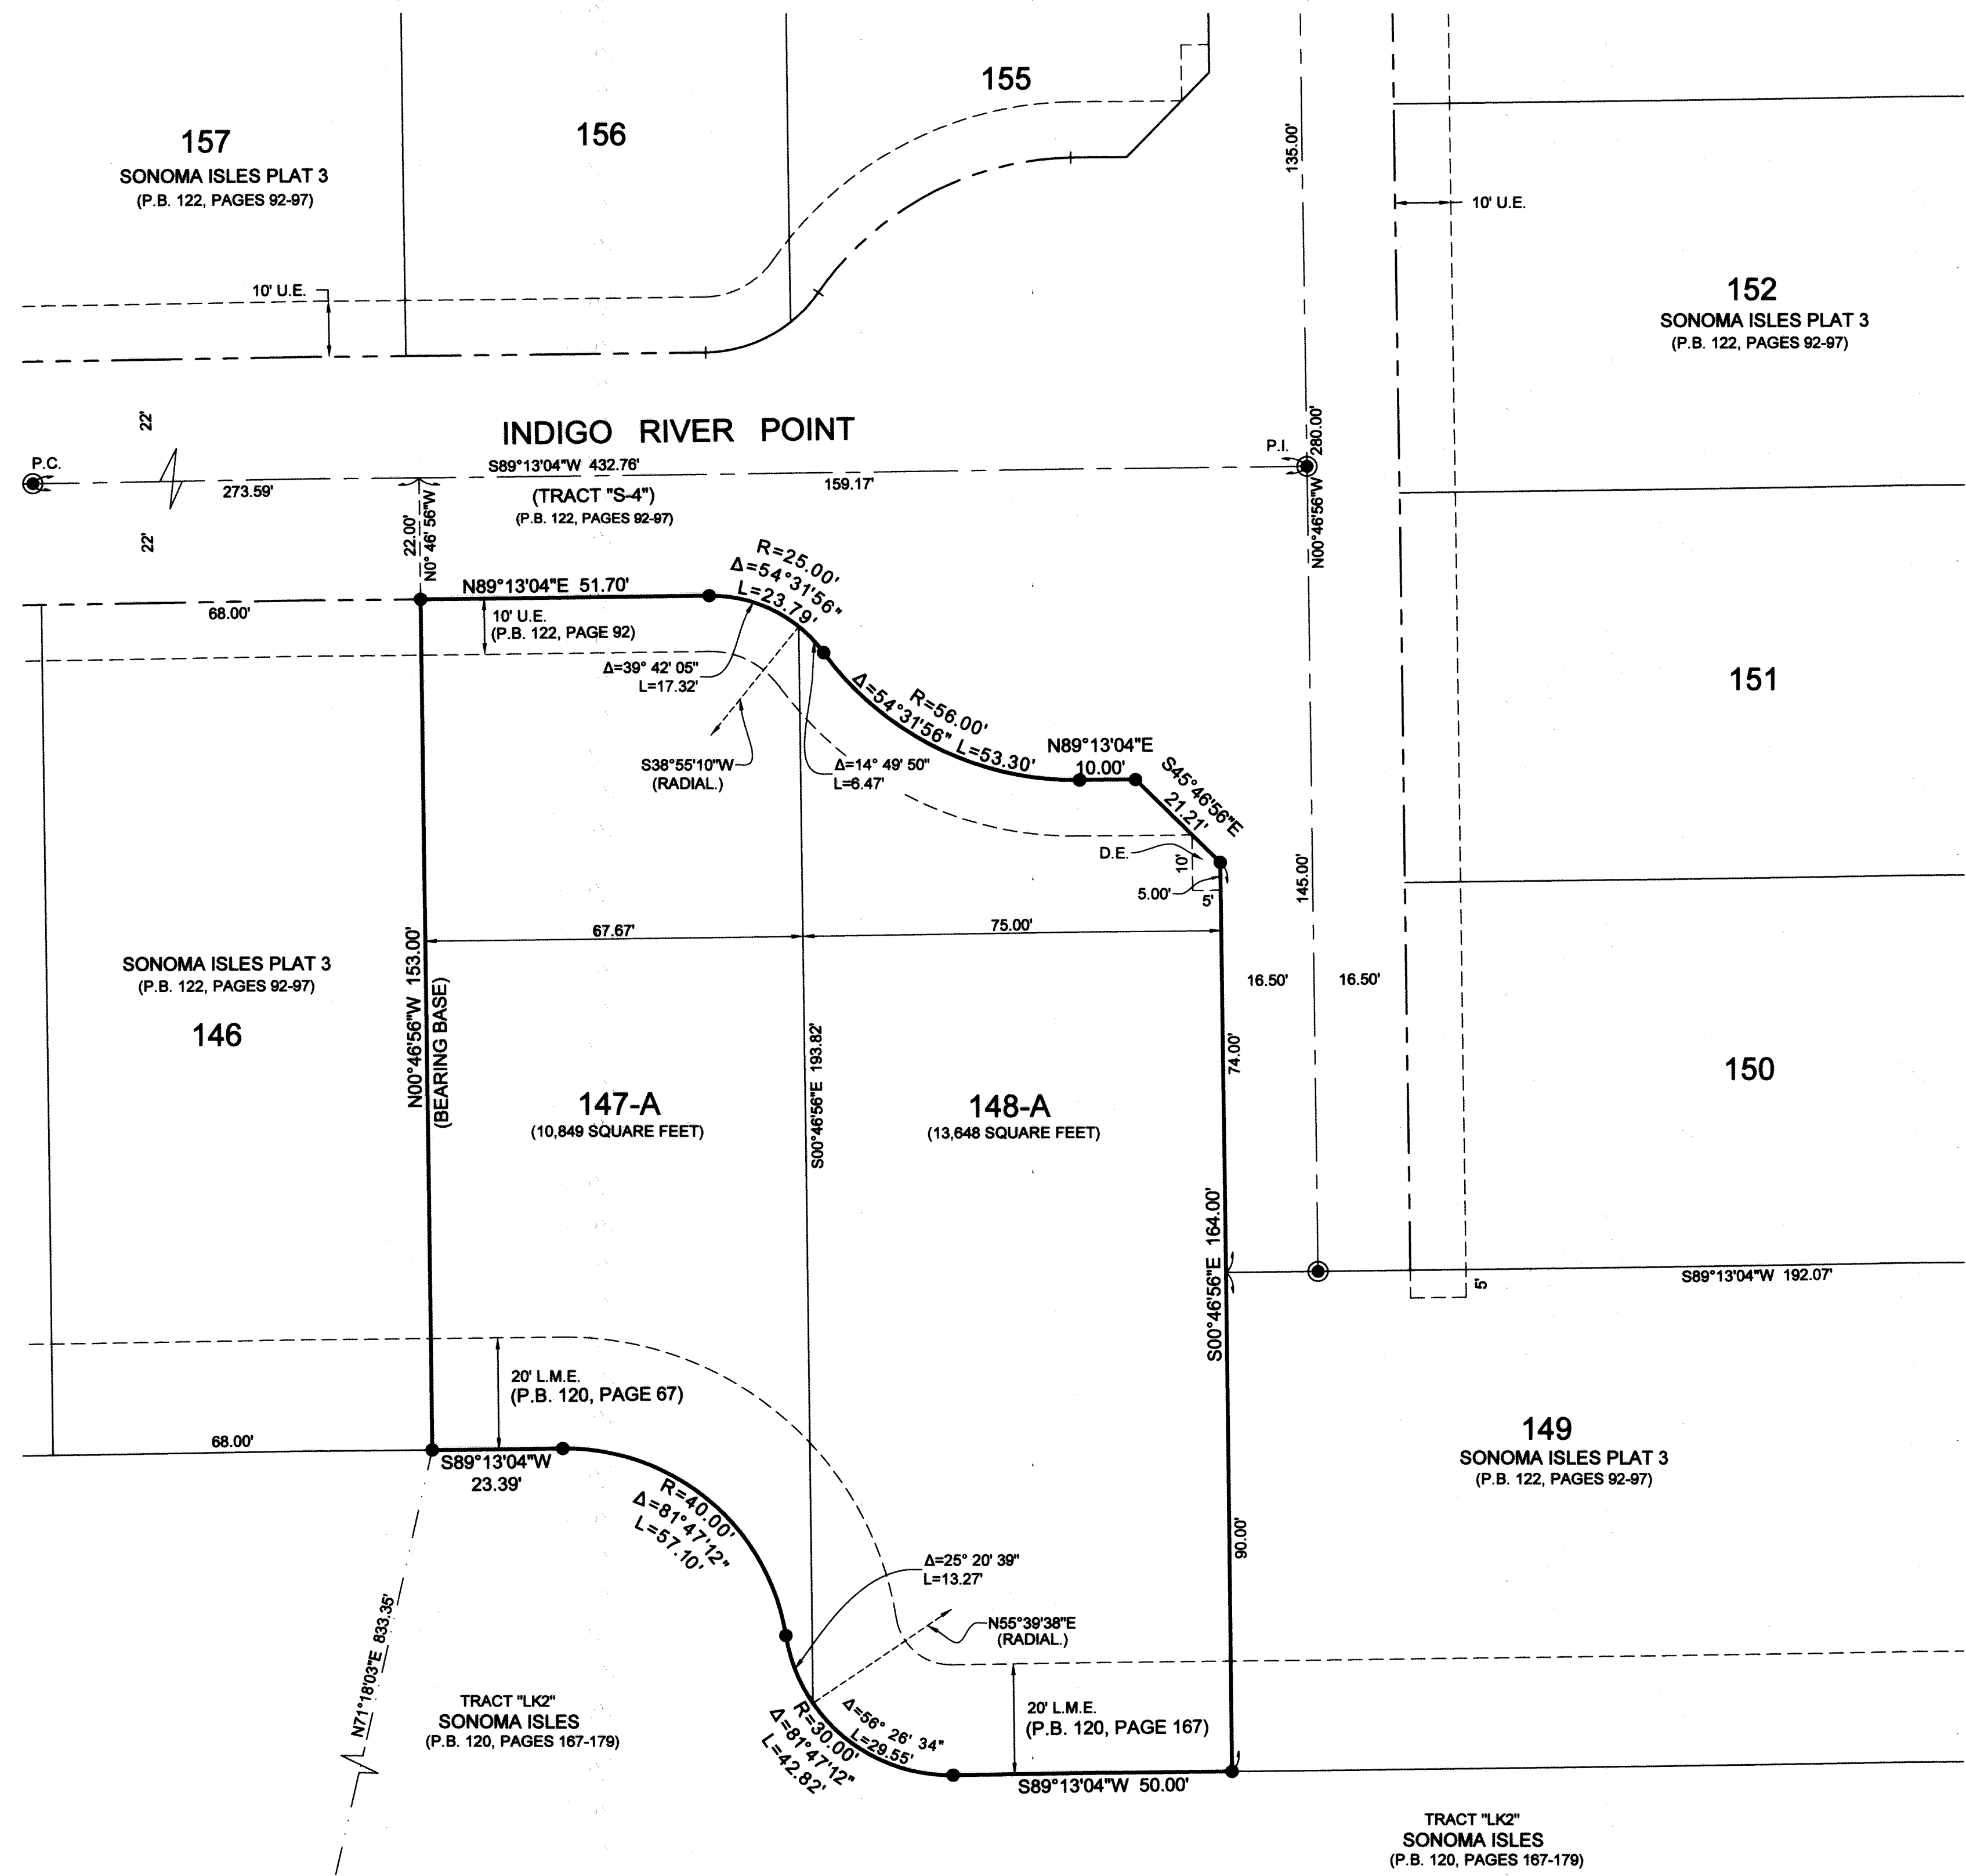 155
157
SONOMA ISLES PLAT 3
(P.B. 122, PAGES 92-97)
156
135.00'
10' U.E.
152
SONOMA ISLES PLAT 3
(P.B. 122, PAGES 92-97)
10' U.E.
22'
INDIGO RIVER POINT
P.C.
S89°13'04"W 432.76'
P.I.
280.00'
N00°46'56"W
273.59'
(TRACT "S-4")
(P.B. 122, PAGES 92-97)
159.17'
22'
22.00'
N0° 46' 56"W
N89°13'04"E 51.70'
68.00'
10' U.E.
(P.B. 122, PAGE 92)
R=25.00'
Δ=54°31'56"
L=23.79'
Δ=39° 42' 05"
L=17.32'
S38°55'10"W
(RADIAL.)
Δ=14° 49' 50"
L=6.47'
R=56.00'
Δ=54°31'56" L=53.30'
N89°13'04"E
10.00'
S45°46'56"E
21.21'
D.E.
10'
5.00'
5'
151
145.00'
67.67'
75.00'
16.50'
16.50'
SONOMA ISLES PLAT 3
(P.B. 122, PAGES 92-97)
146
N00°46'56"W 153.00'
(BEARING BASE)
S00°46'56"E 193.82'
74.00'
147-A
(10,849 SQUARE FEET)
148-A
(13,648 SQUARE FEET)
150
S00°46'56"E 164.00'
S89°13'04"W 192.07'
5'
20' L.M.E.
(P.B. 120, PAGE 67)
68.00'
S89°13'04"W
23.39'
149
SONOMA ISLES PLAT 3
(P.B. 122, PAGES 92-97)
R=40.00'
Δ=81°47'12"
L=57.10'
90.00'
Δ=25° 20' 39"
L=13.27'
N55°39'38"E
(RADIAL.)
N71°18'03"E 833.35'
TRACT "LK2"
SONOMA ISLES
(P.B. 120, PAGES 167-179)
Δ=56° 26' 34"
L=29.55'
R=30.00'
Δ=81°47'12"
L=42.82'
20' L.M.E.
(P.B. 120, PAGE 167)
S89°13'04"W 50.00'
TRACT "LK2"
SONOMA ISLES
(P.B. 120, PAGES 167-179)